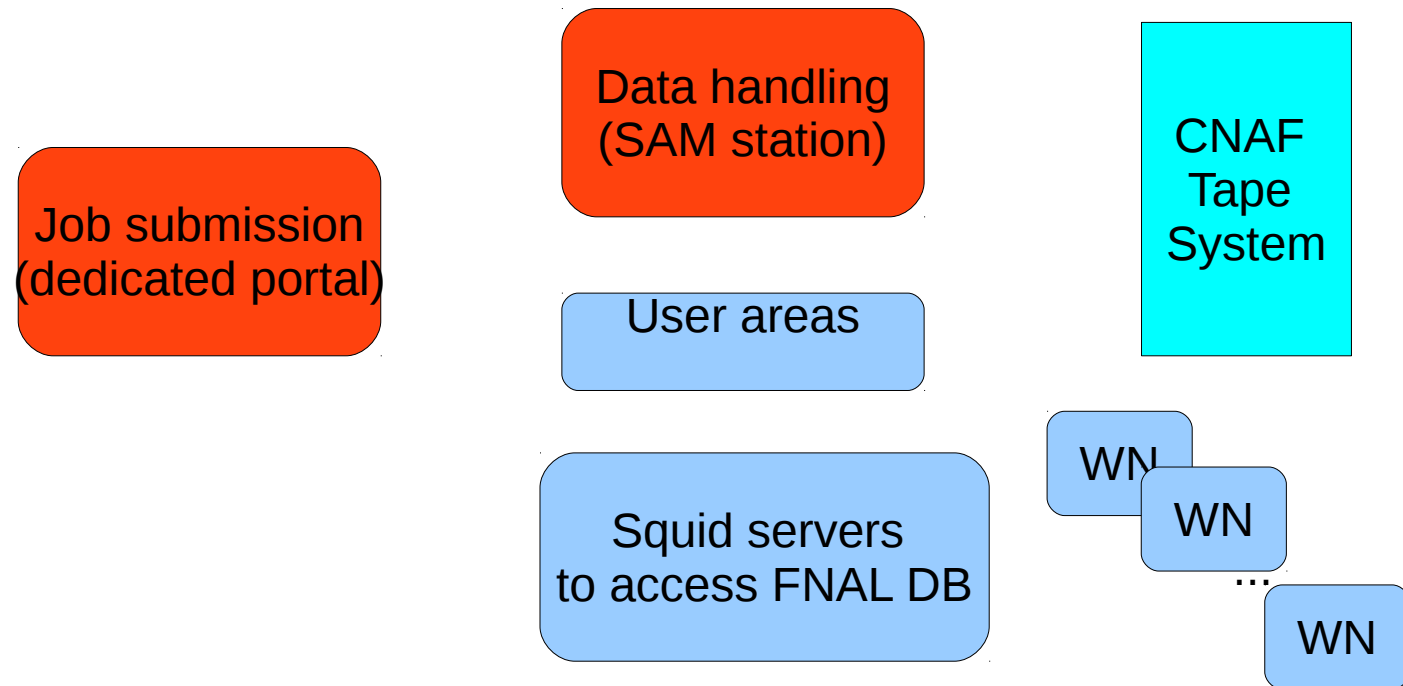 Data handling
(SAM station)
Job submission
(dedicated portal)
CNAF
Tape
System
User areas
Squid servers
to access FNAL DB
WN
WN
...
WN